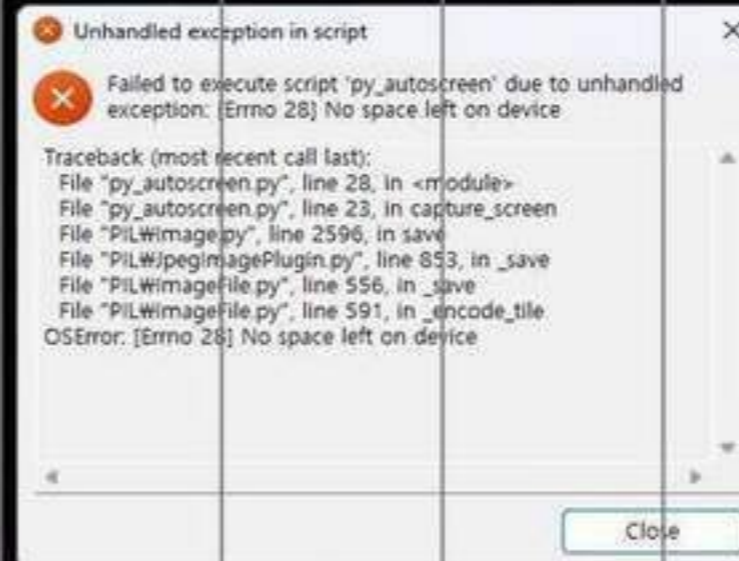 Unhandled exception in script
Failed to execute script 'py_autoscreen' due to unhandled
exception: [Errno 28] No space left on device
Traceback (most recent call last):
File "py_autoscreen.py", line 28, in <module>
File "py_autoscreen.py", line 23, in capture_screen
File "PIL₩Image.py", line 2596, in save
File "PIL₩JpegImagePlugin.py", line 853, in _save
File "PIL₩ImageFile.py", line 556, in _save
File "PIL₩ImageFile.py", line 591, in _encode_tile
OSError: [Errno 28] No space left on device
Close